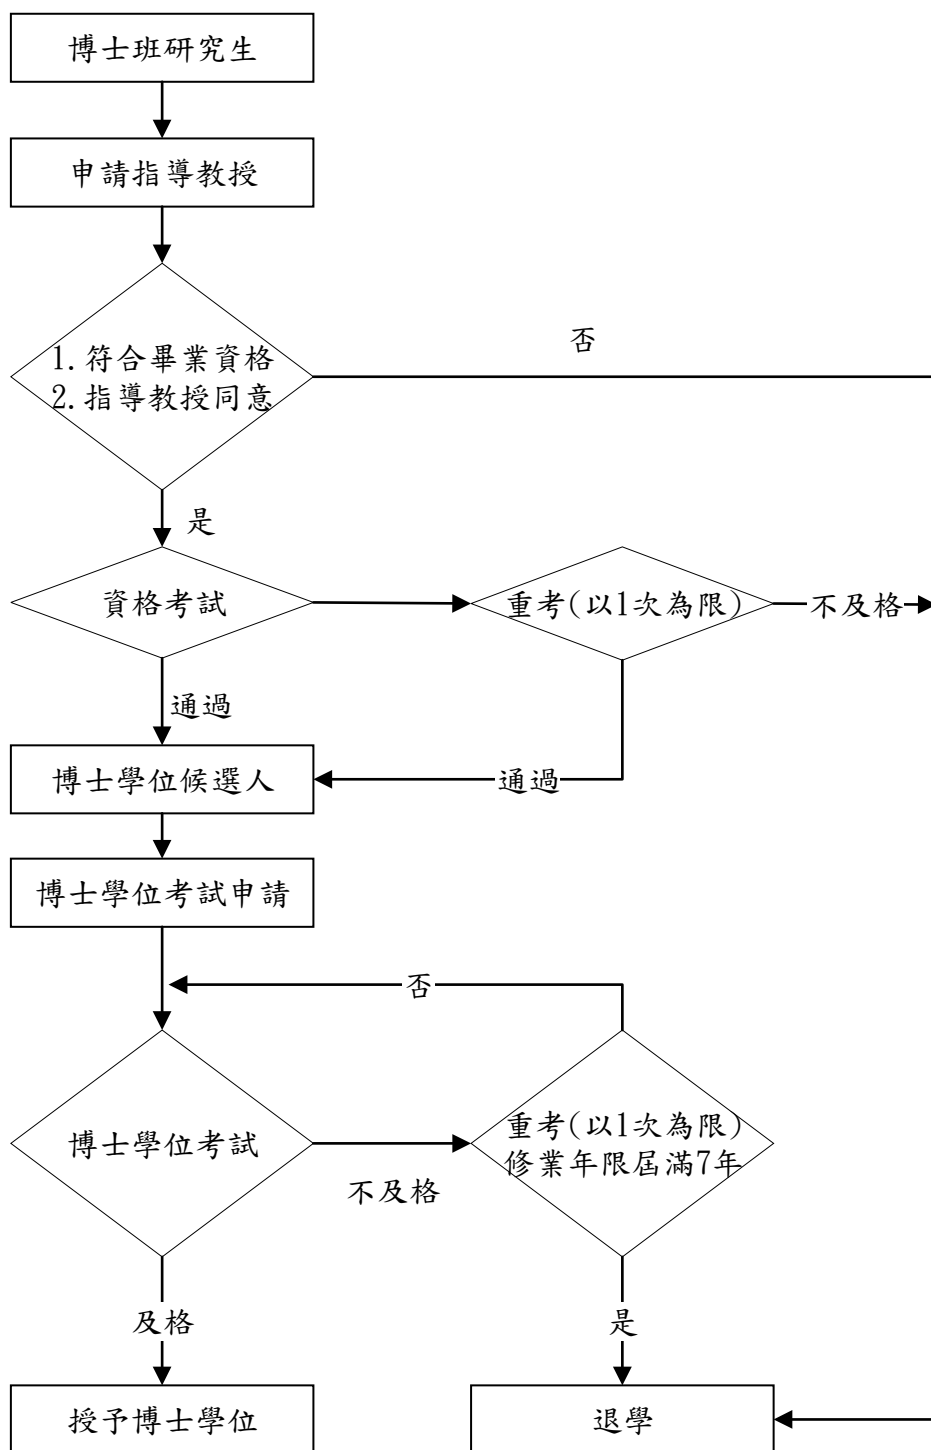 博士班研究生
申請指導教授
否
1.符合畢業資格
2.指導教授同意
是
資格考試
重考(以1次為限)
不及格
通過
博士學位候選人
通過
博士學位考試申請
否
博士學位考試
不及格
重考(以1次為限)
修業年限屆滿7年
及格
是
授予博士學位
退學